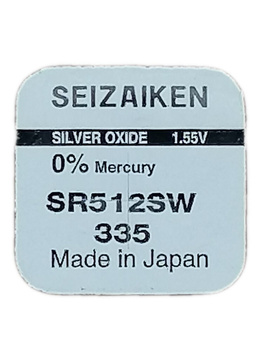 SEIZAIKEN
SILVER OXIDE 1.55V
0% Mercury
SR512SW
335
Made in Japan